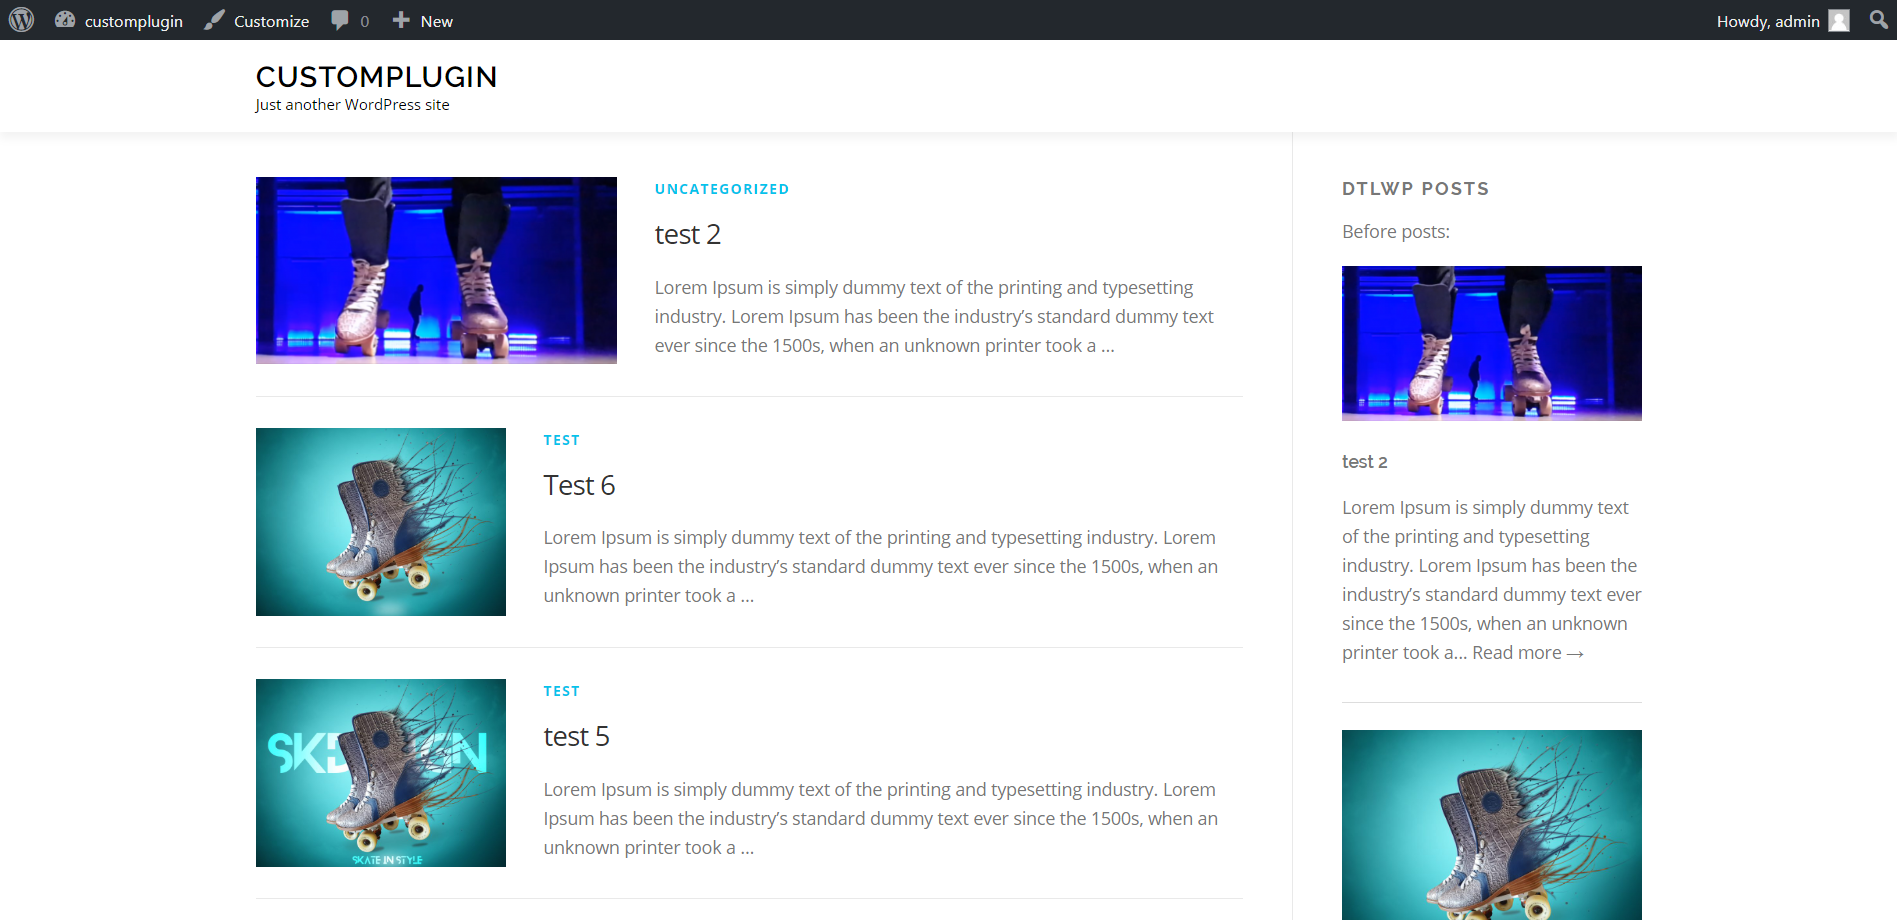 customplugin
Customize
0
New
Howdy, admin
CUSTOMPLUGIN
Just another WordPress site
UNCATEGORIZED
test 2
Lorem Ipsum is simply dummy text of the printing and typesetting
industry. Lorem Ipsum has been the industry’s standard dummy text
ever since the 1500s, when an unknown printer took a …
TEST
Test 6
Lorem Ipsum is simply dummy text of the printing and typesetting industry. Lorem
Ipsum has been the industry’s standard dummy text ever since the 1500s, when an
unknown printer took a …
SKATE IN STYLE
TEST
test 5
Lorem Ipsum is simply dummy text of the printing and typesetting industry. Lorem
Ipsum has been the industry’s standard dummy text ever since the 1500s, when an
unknown printer took a …
DTLWP POSTS
Before posts:
test 2
Lorem Ipsum is simply dummy text
of the printing and typesetting
industry. Lorem Ipsum has been the
industry’s standard dummy text ever
since the 1500s, when an unknown
printer took a… Read more →